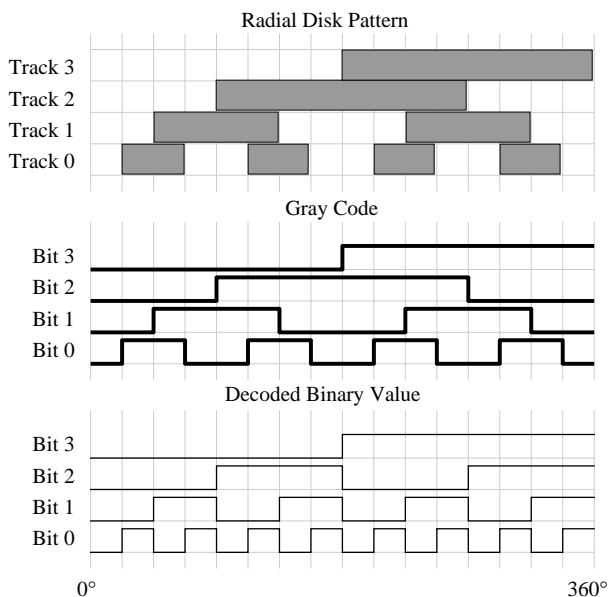 Radial Disk Pattern
Track 3
Track 2
Track 1
Track 0
Gray Code
Bit 3
Bit 2
Bit 1
Bit 0
Decoded Binary Value
Bit 3
Bit 2
Bit 1
Bit 0
0° 360°